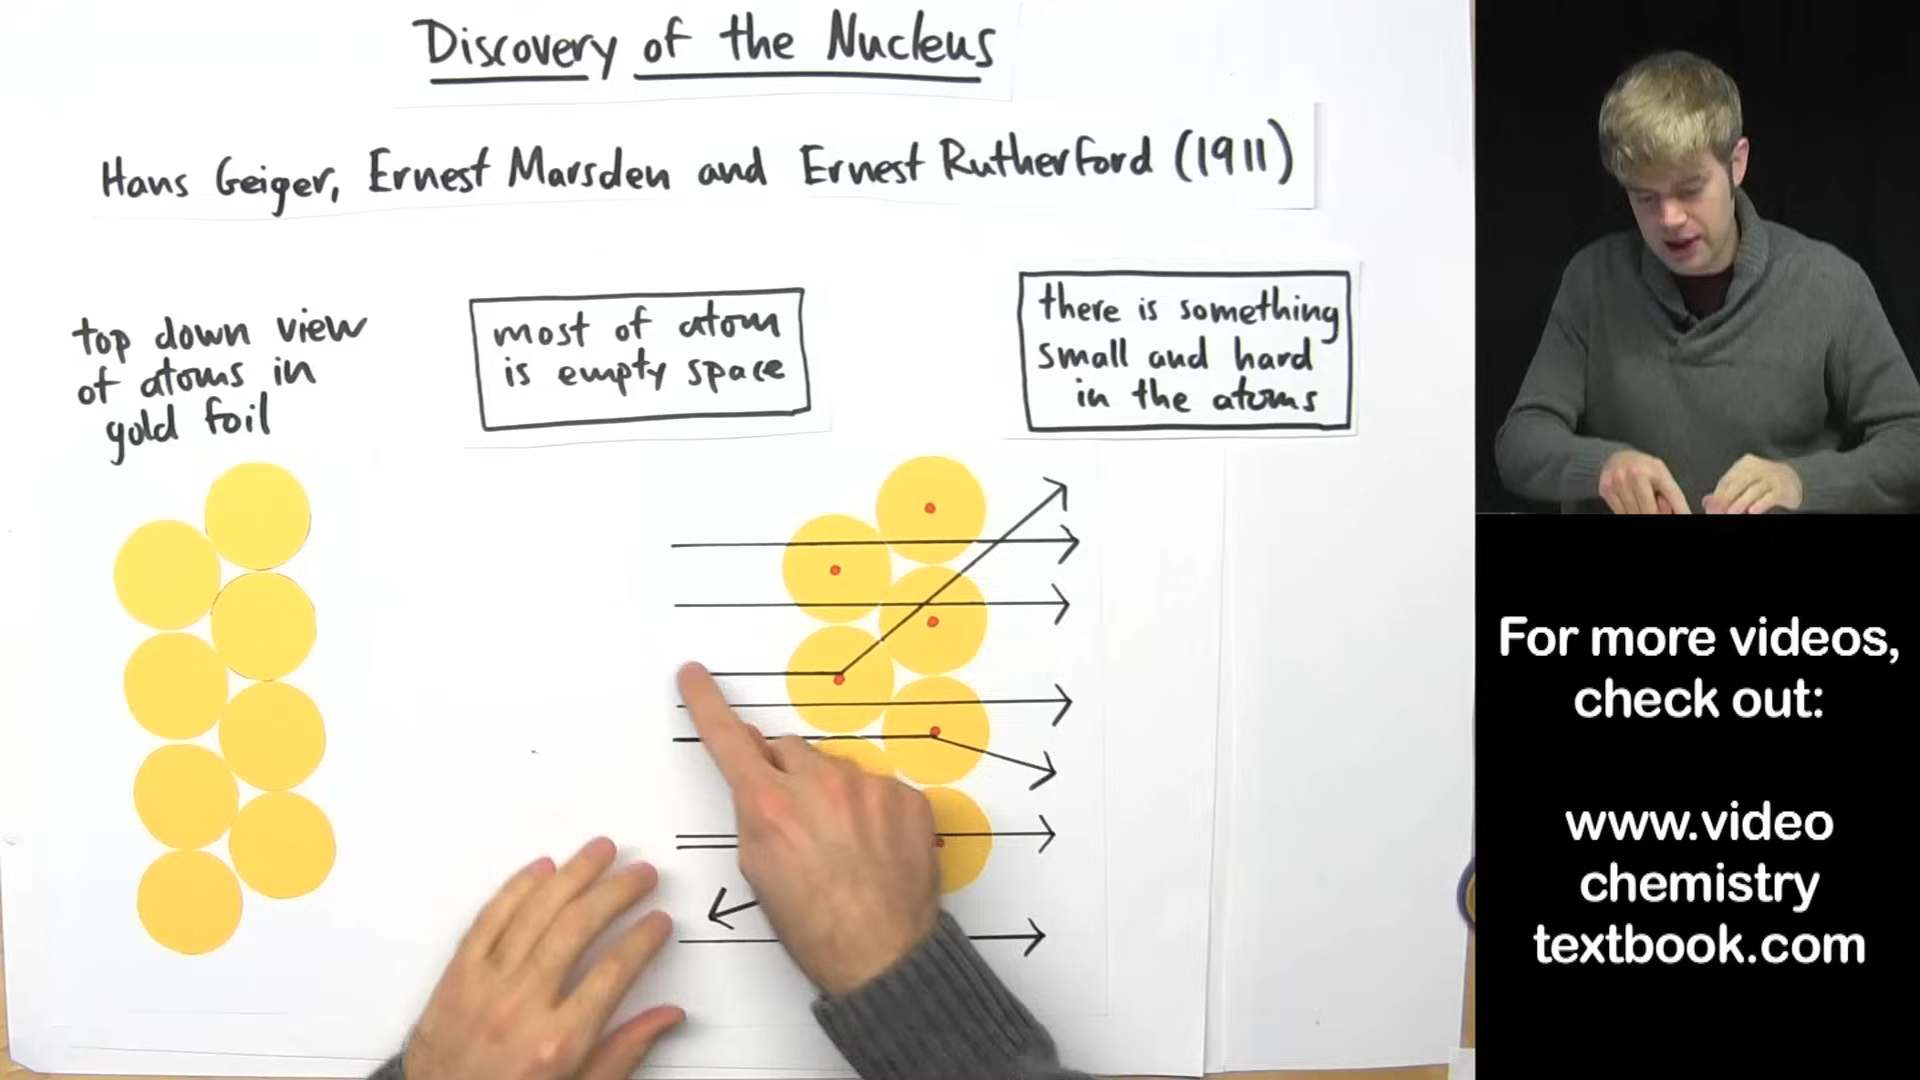 Discovery of the Nucleus
Hans Geiger, Ernest Marsden and Ernest Rutherford (1911)
top down view
of atoms in
gold foil
most of atom
is empty space
there is something
small and hard
in the atoms
For more videos,
check out:
www.video
chemistry
textbook.com